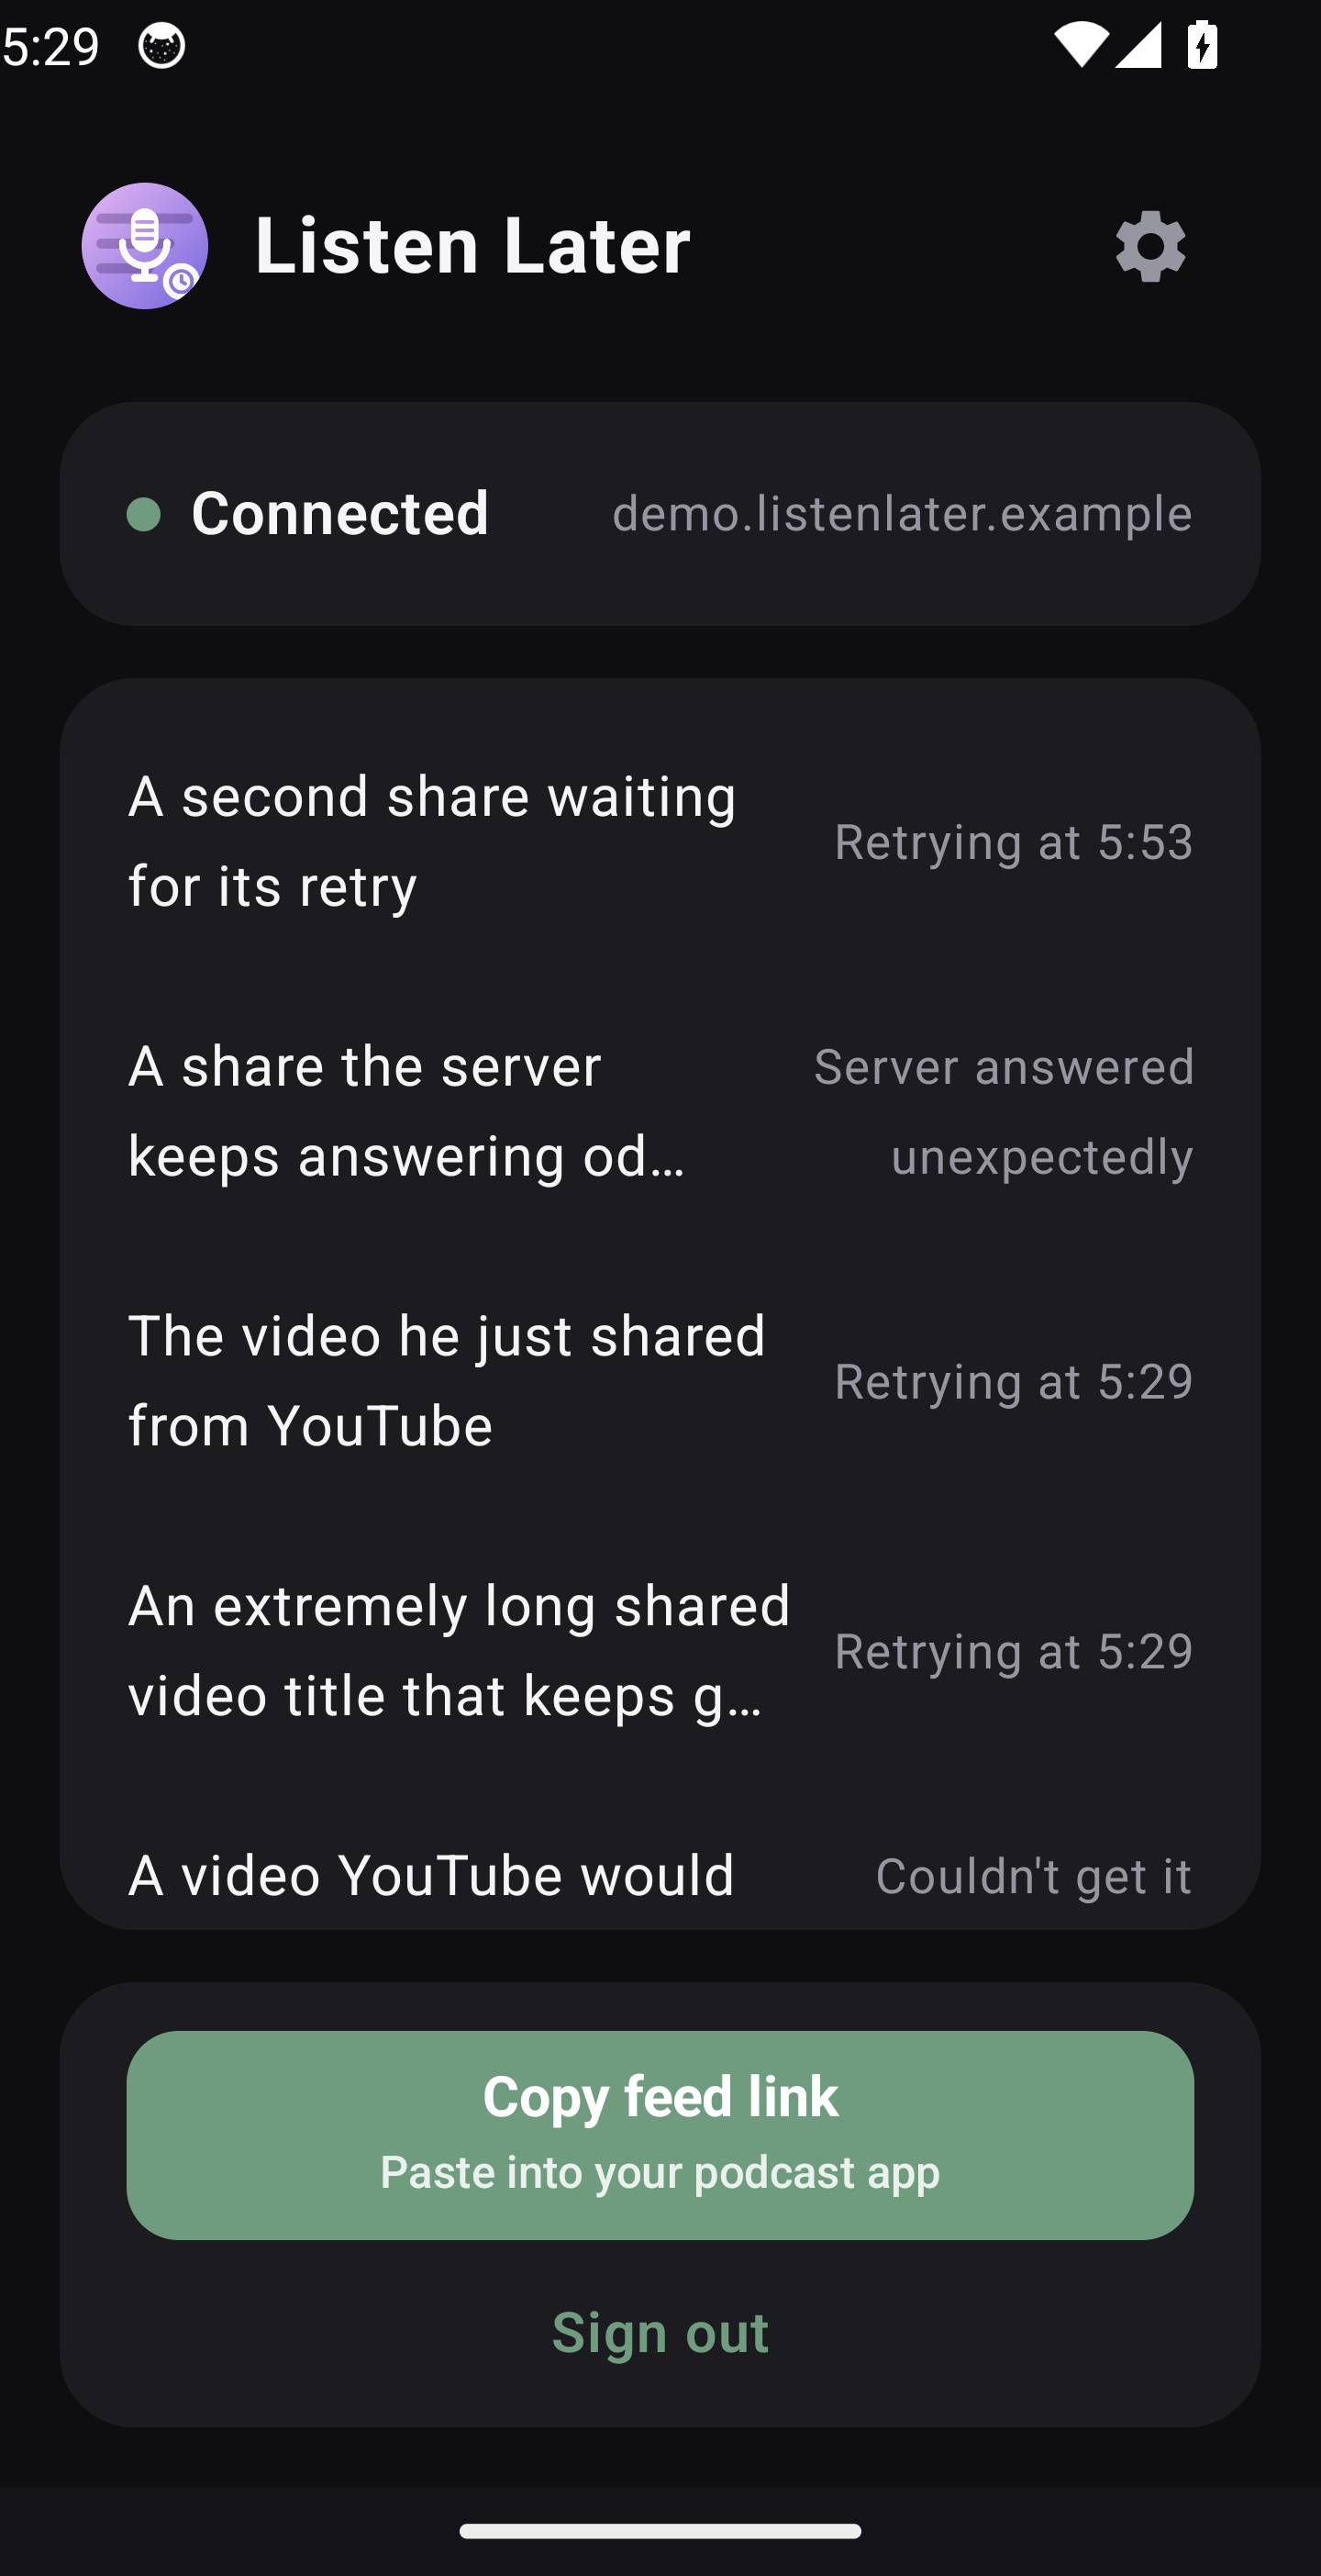 5:29
Listen Later
Connected demo.listenlater.example
A second share waiting
for its retry
Retrying at 5:53
A share the server
keeps answering od…
Server answered
unexpectedly
The video he just shared
from YouTube
Retrying at 5:29
An extremely long shared
video title that keeps g…
Retrying at 5:29
A video YouTube would
Couldn't get it
Copy feed link
Paste into your podcast app
Sign out